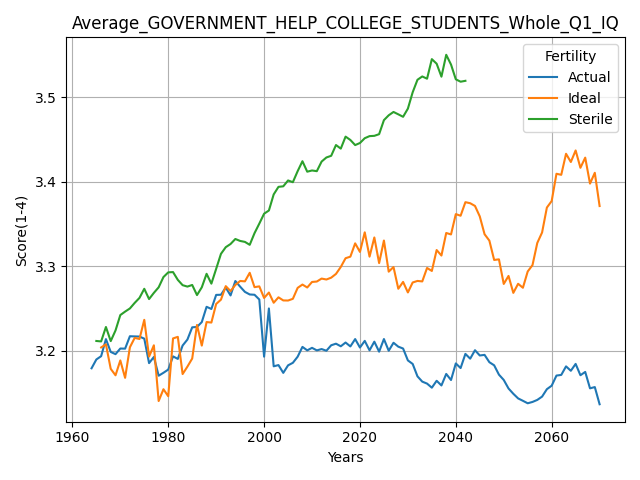 Average_GOVERNMENT_HELP_COLLEGE_STUDENTS_Whole_Q1_IQ
Fertility
Actual
Ideal
Sterile
Score(1-4)
3.5
3.4
3.3
3.2
1960 1980 2000 2020 2040 2060
Years